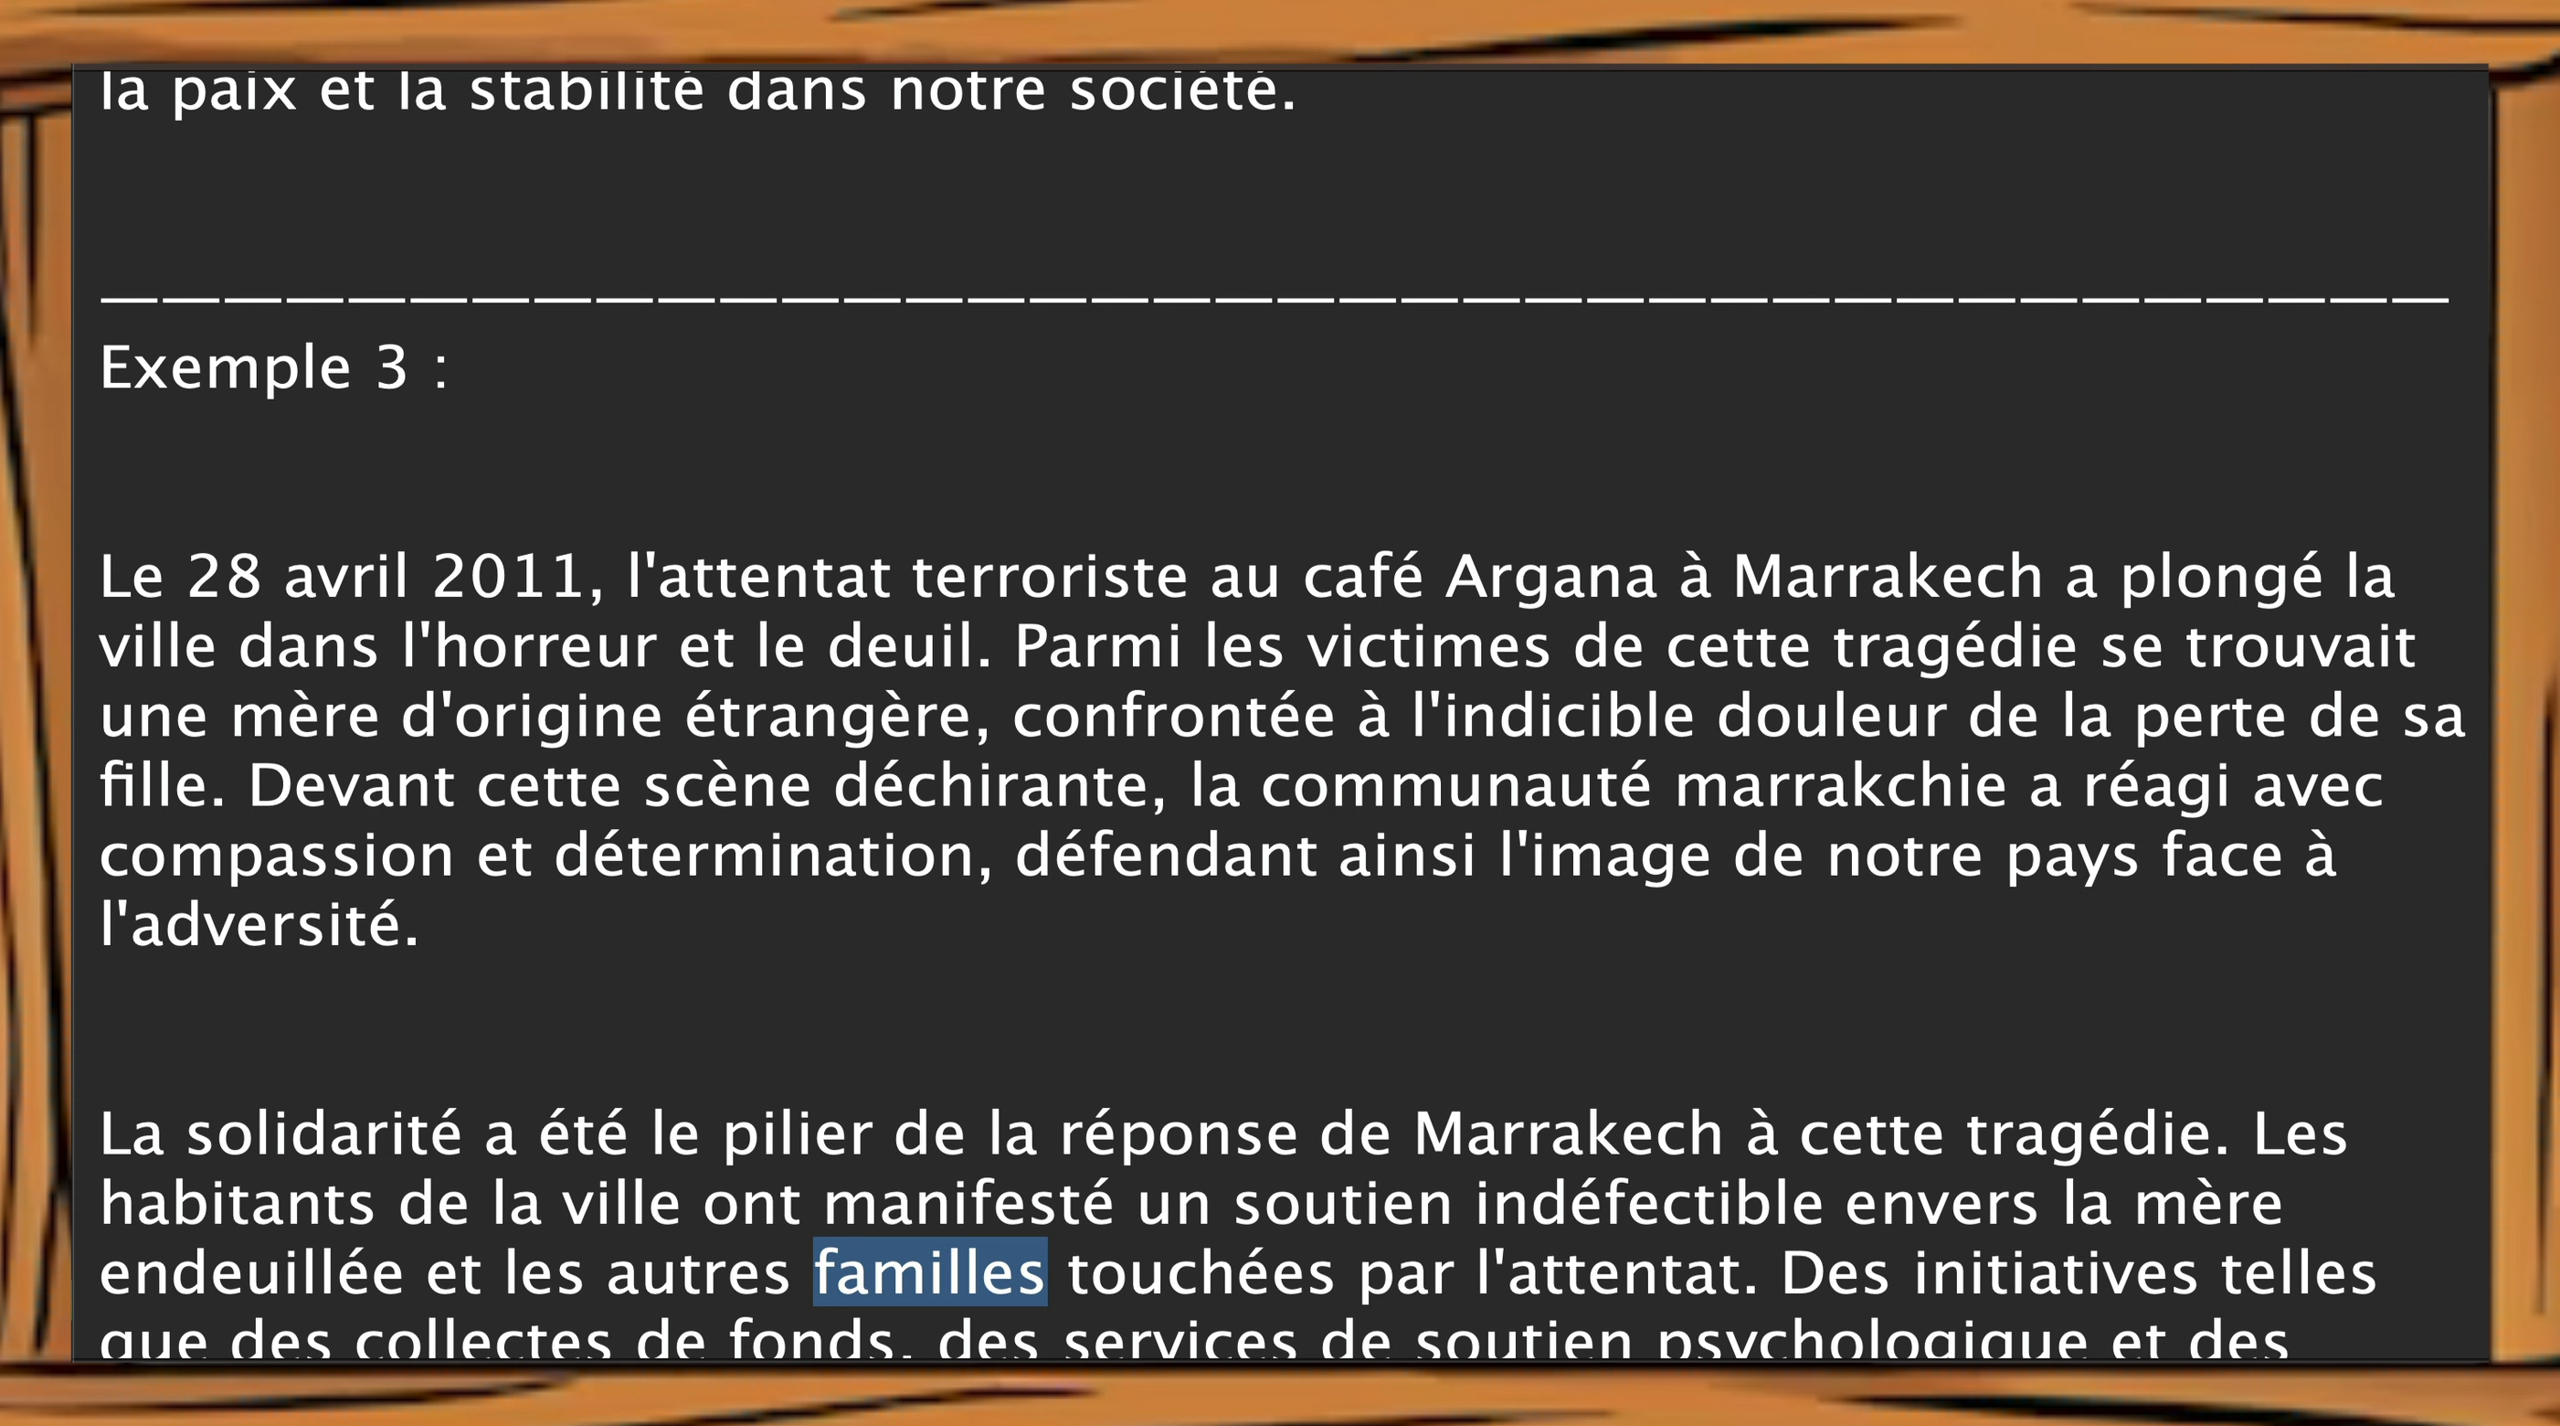 la paix et la stabilité dans notre société.
———————————————————————————————————————
Exemple 3 :
Le 28 avril 2011, l'attentat terroriste au café Argana à Marrakech a plongé la
ville dans l'horreur et le deuil. Parmi les victimes de cette tragédie se trouvait
une mère d'origine étrangère, confrontée à l'indicible douleur de la perte de sa
fille. Devant cette scène déchirante, la communauté marrakchie a réagi avec
compassion et détermination, défendant ainsi l'image de notre pays face à
l'adversité.
La solidarité a été le pilier de la réponse de Marrakech à cette tragédie. Les
habitants de la ville ont manifesté un soutien indéfectible envers la mère
endeuillée et les autres familles touchées par l'attentat. Des initiatives telles
que des collectes de fonds, des services de soutien psychologique et des